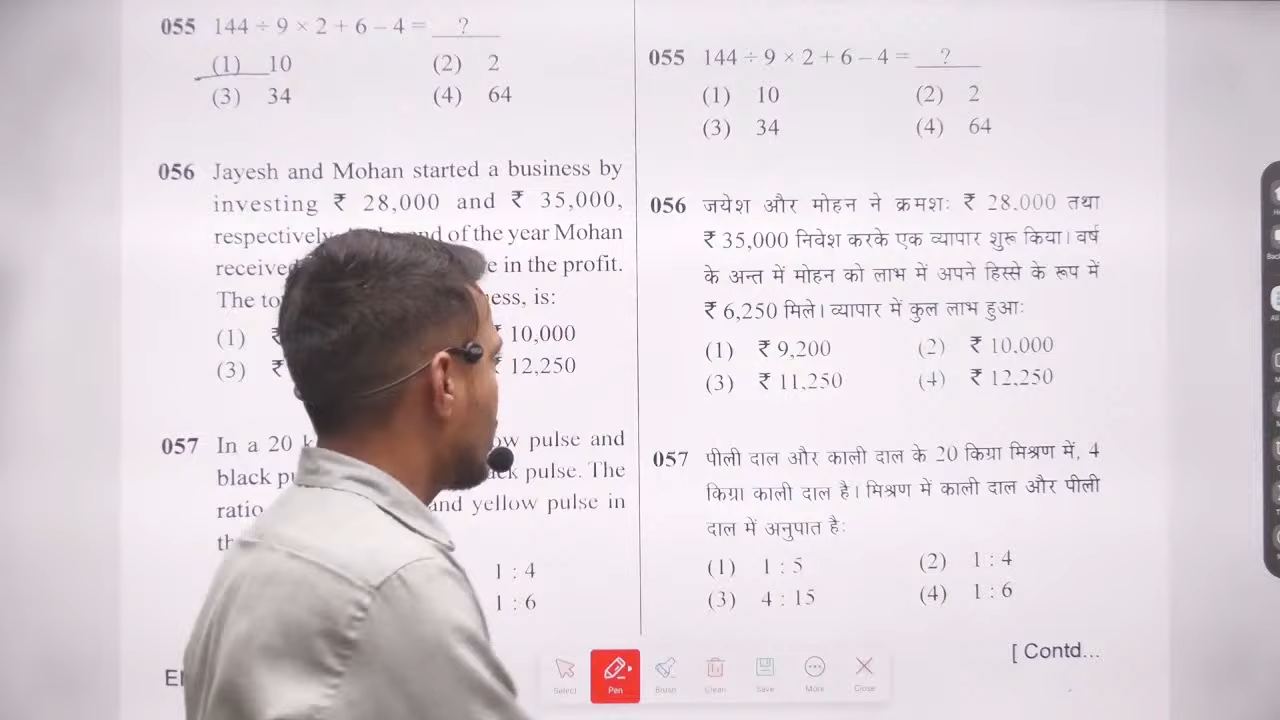 055 144 ÷ 9 × 2 + 6 – 4 = __?__
(1) 10 (2) 2
(3) 34 (4) 64
056 Jayesh and Mohan started a business by
investing ₹ 28,000 and ₹ 35,000,
respectively. of the year Mohan
received in the profit.
The is:
(1) ₹ ₹ 10,000
(3) ₹ ₹ 12,250
057 In a 20 pulse and
black pulse. The
ratio and yellow pulse in
1 : 4
1 : 6
055 144 ÷ 9 × 2 + 6 – 4 = __?__
(1) 10 (2) 2
(3) 34 (4) 64
056 जयेश और मोहन ने क्रमशः ₹ 28.000 तथा
₹ 35,000 निवेश करके एक व्यापार शुरू किया। वर्ष
के अन्त में मोहन को लाभ में अपने हिस्से के रूप में
₹ 6,250 मिले। व्यापार में कुल लाभ हुआः
(1) ₹ 9,200 (2) ₹ 10.000
(3) ₹ 11,250 (4) ₹ 12,250
057 पीली दाल और काली दाल के 20 किग्रा मिश्रण में, 4
किग्रा काली दाल है। मिश्रण में काली दाल और पीली
दाल में अनुपात हैः
(1) 1 : 5 (2) 1 : 4
(3) 4 : 15 (4) 1 : 6
[ Contd...
Select Pen Brush Clean Save More Close